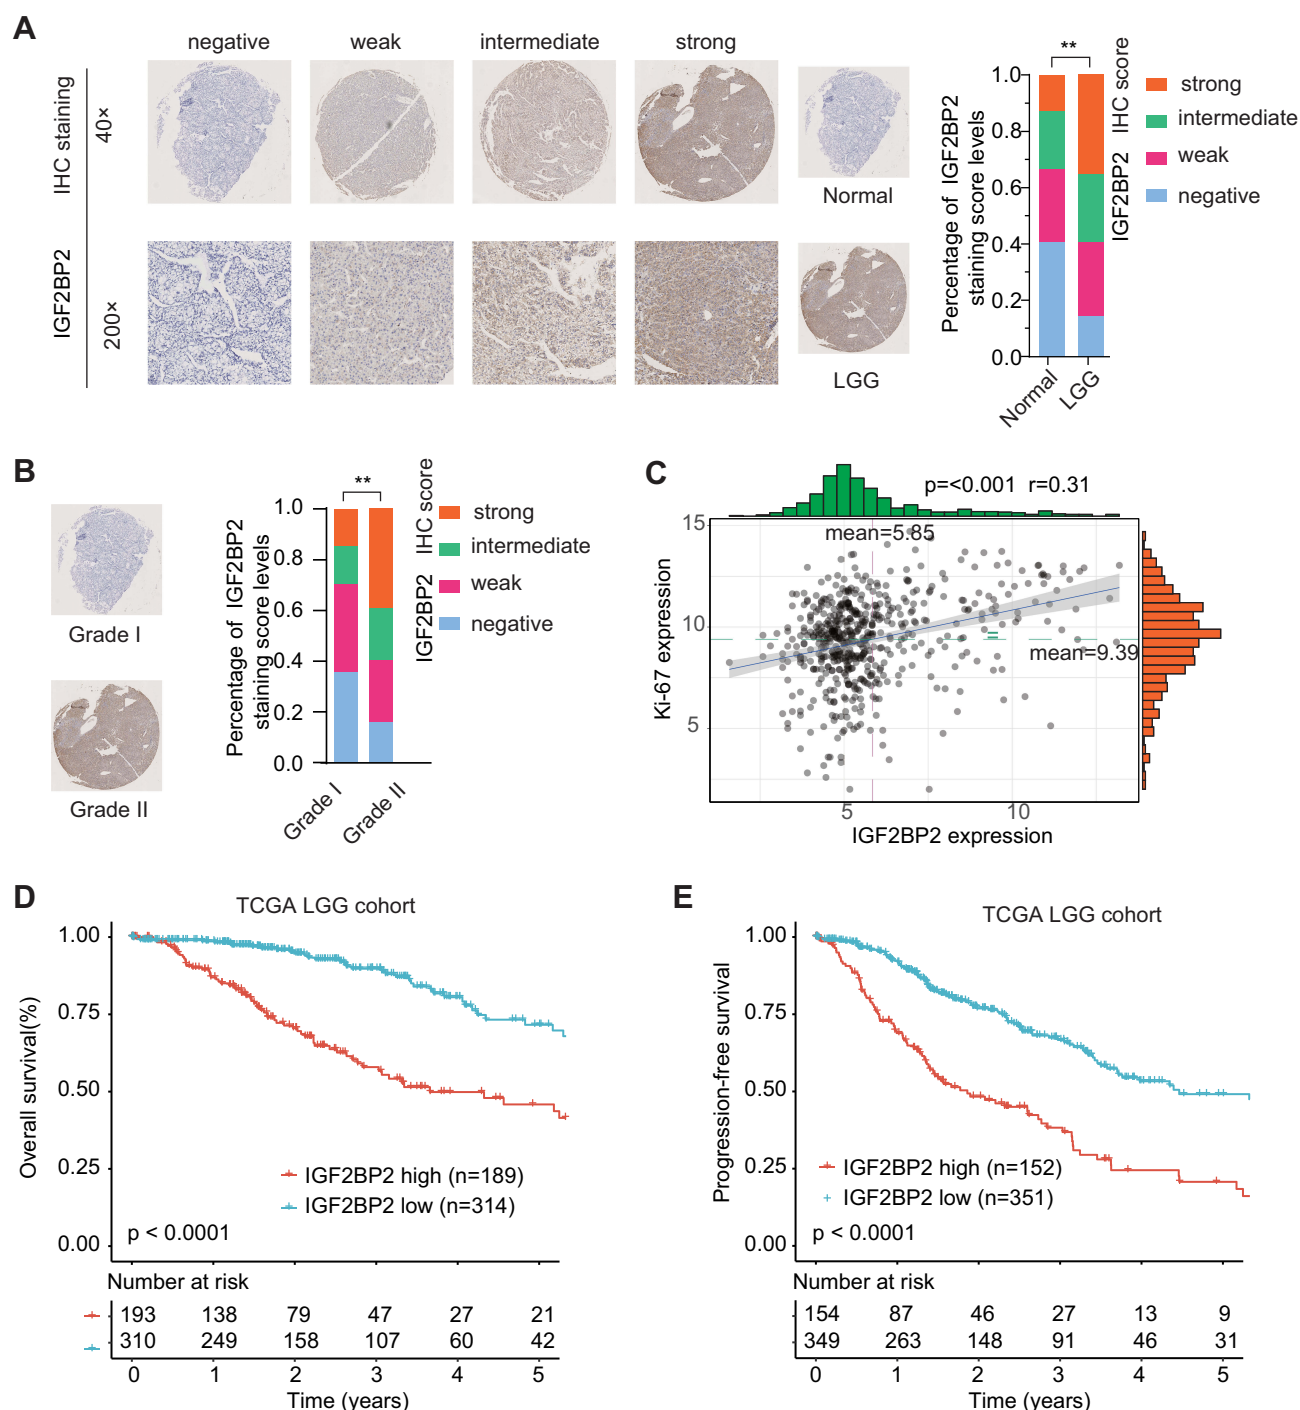 A
negative
weak
intermediate
strong
IHC staining
40×
IGF2BP2
200×
Normal
LGG
Percentage of IGF2BP2
staining score levels
1.0
0.8
0.6
0.4
0.2
0.0
**
Normal
LGG
IGF2BP2 IHC score
strong
intermediate
weak
negative
B
Grade I
Grade II
Percentage of IGF2BP2
staining score levels
1.0
0.8
0.6
0.4
0.2
0.0
**
Grade I
Grade II
IGF2BP2 IHC score
strong
intermediate
weak
negative
C
p=<0.001 r=0.31
mean=5.85
mean=9.39
Ki-67 expression
15
10
5
5
10
IGF2BP2 expression
D
TCGA LGG cohort
Overall survival(%)
1.00
0.75
0.50
0.25
0.00
IGF2BP2 high (n=189)
IGF2BP2 low (n=314)
p < 0.0001
Number at risk
193 138 79 47 27 21
310 249 158 107 60 42
0 1 2 3 4 5
Time (years)
E
TCGA LGG cohort
Progression-free survival
1.00
0.75
0.50
0.25
0.00
IGF2BP2 high (n=152)
IGF2BP2 low (n=351)
p < 0.0001
Number at risk
154 87 46 27 13 9
349 263 148 91 46 31
0 1 2 3 4 5
Time (years)